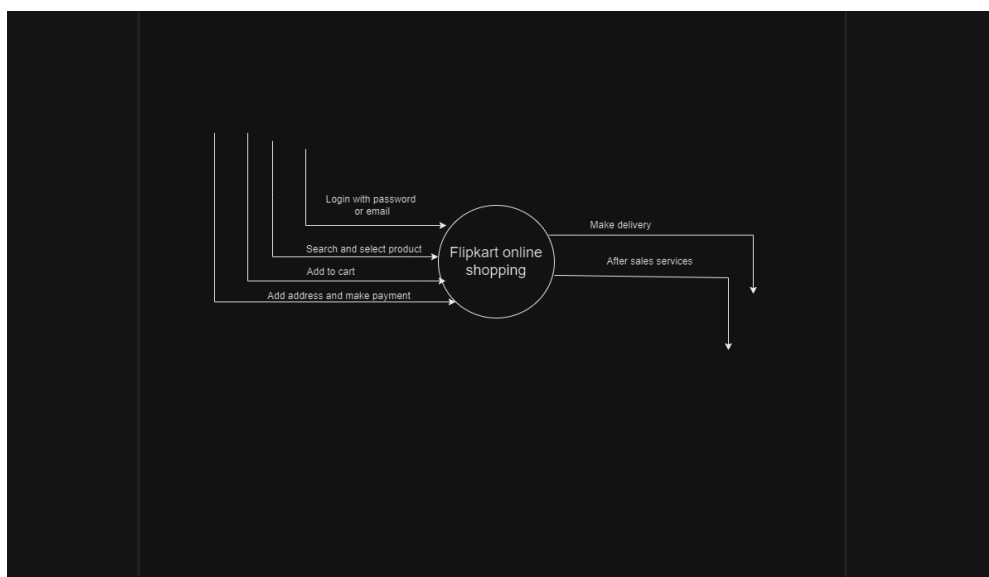 Login with password
or email
Search and select product
Add to cart
Add address and make payment
Flipkart online
shopping
Make delivery
After sales services